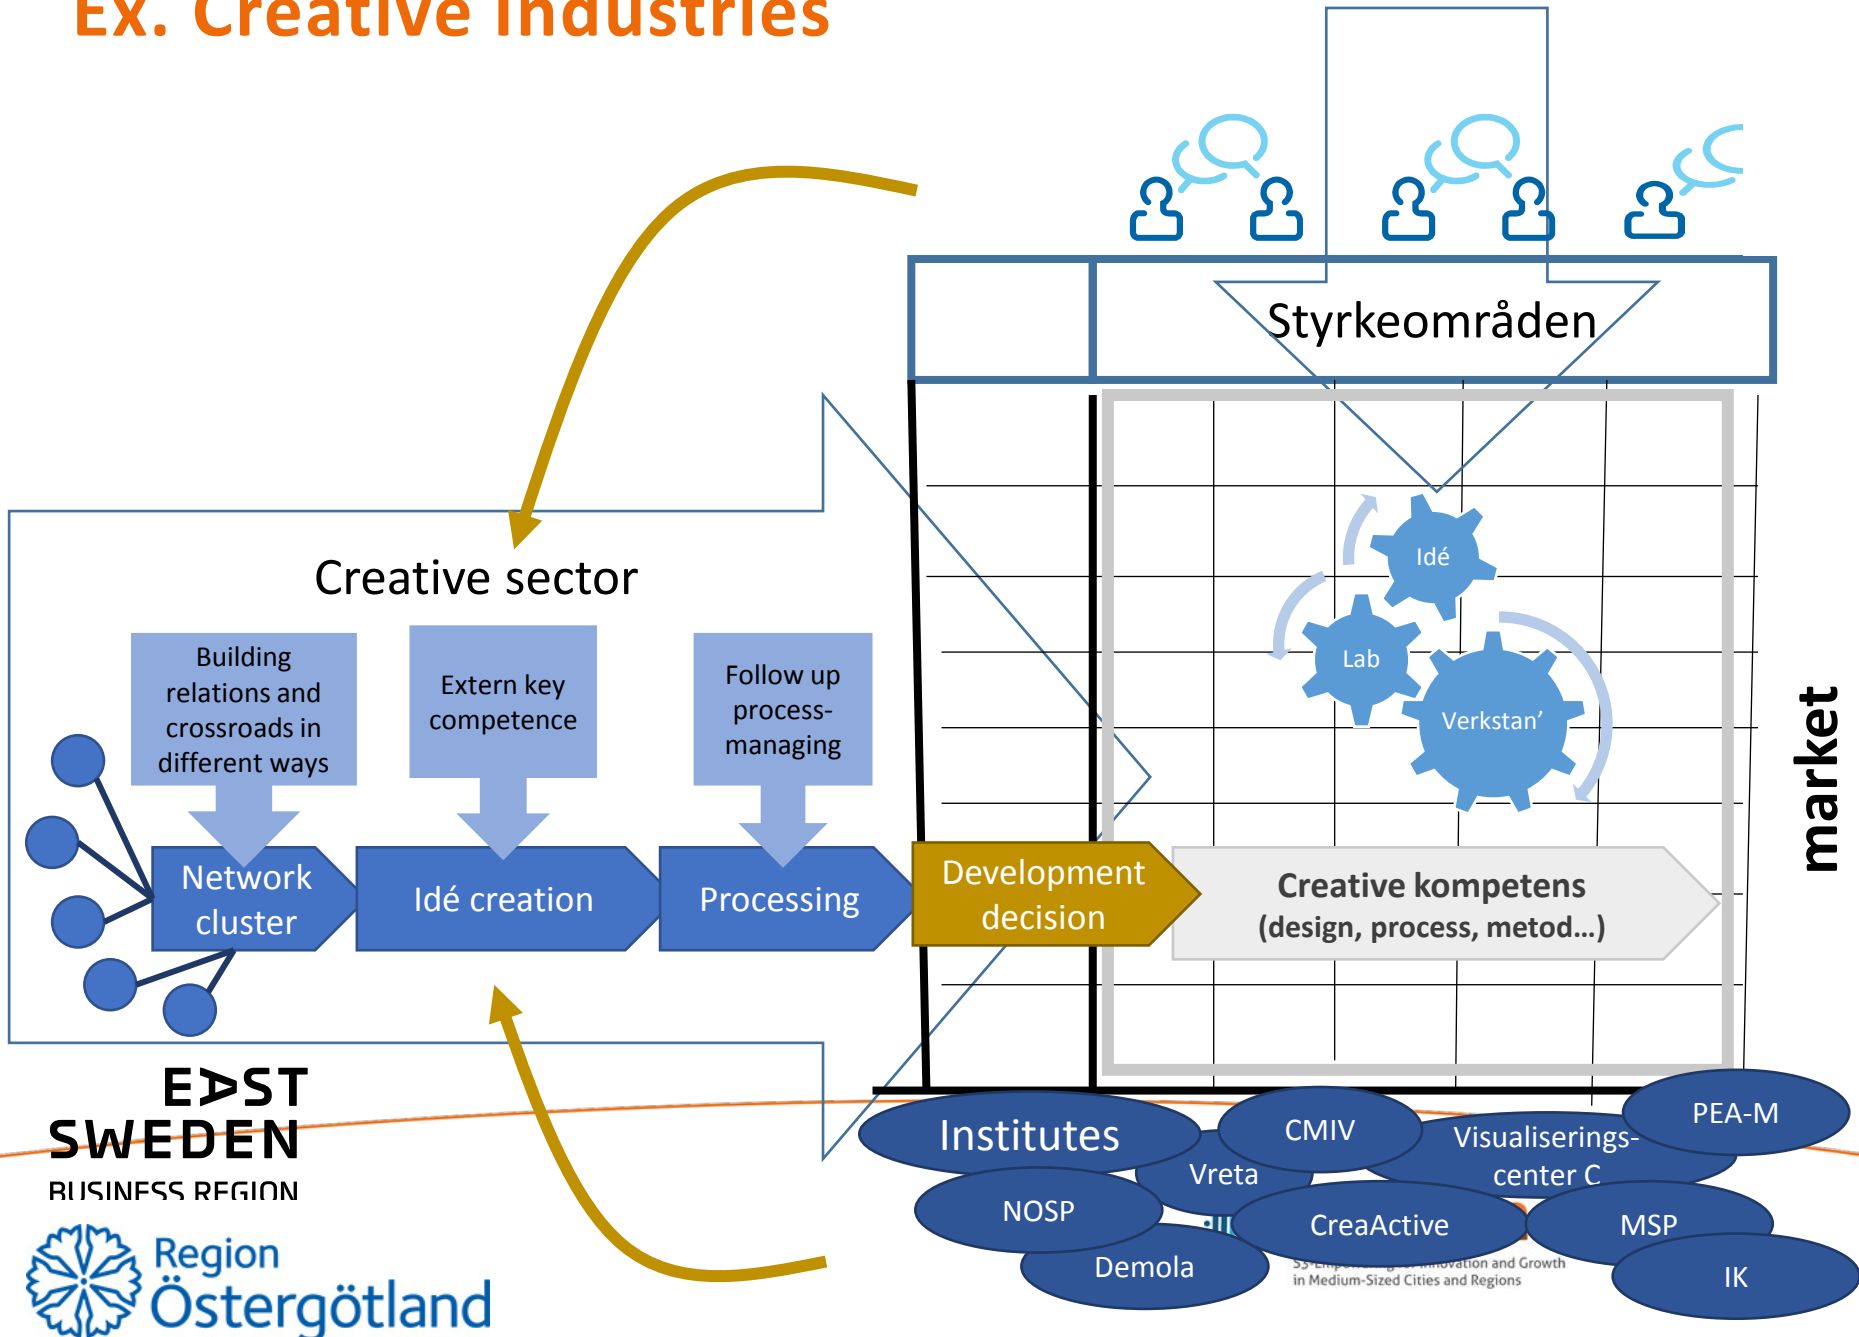 Ex. Creative Industries
Styrkeområden
Idé
Lab
Verkstan’
market
Creative sector
Building
relations and
crossroads in
different ways
Extern key
competence
Follow up
process-
managing
Network
cluster
Idé creation
Processing
Development
decision
Creative kompetens
(design, process, metod...)
EAST
SWEDEN
BUSINESS REGION
Region
Östergötland
Institutes
CMIV
PEA-M
Visualiserings-
center C
Vreta
NOSP
CreaActive
MSP
Demola
IK
Innovation and Growth
in Medium-Sized Cities and Regions